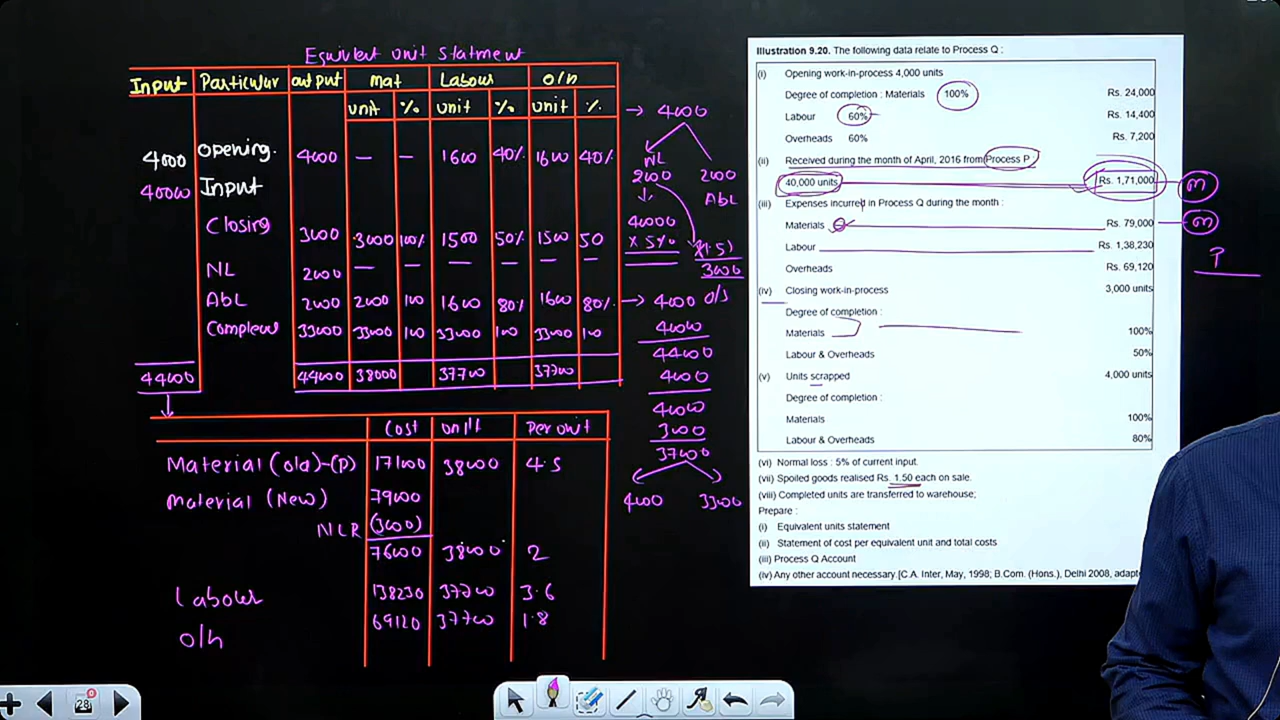 Equivalent Unit Statment
Input Particular output Mat Labour O/h
unit % unit % unit %
4000 Opening. 4000 — — 1600 40% 1600 40%
40000 Input
Closing 3000 3000 100% 1500 50% 1500 50
NL 2000 — — — — — —
AbL 2000 2000 100 1600 80% 1600 80%
Completed 33000 33000 100 33000 100 33000 100
44000 44000 38000 37700 37700
Cost unit Per unit
Material (old)-(P) 171000 38000 4.5
Material (New) 79000
NLR (3000)
76000 38000 2
Labour 138230 37700 3.6
O/h 69120 37700 1.8
→ 4000
NL
2000 2000
AbL
40000
× 5%
(1.5)
3000
→ 4000 O/s
4000
44000
4000
4000
3000
37000
4000 33000
Illustration 9.20. The following data relate to Process Q :
(i) Opening work-in-process 4,000 units
Degree of completion : Materials 100% Rs. 24,000
Labour 60% Rs. 14,400
Overheads 60% Rs. 7,200
(ii) Received during the month of April, 2016 from Process P :
40,000 units Rs. 1,71,000 m
(iii) Expenses incurred in Process Q during the month :
Materials Rs. 79,000 m
Labour Rs. 1,38,230
Overheads Rs. 69,120
P
(iv) Closing work-in-process 3,000 units
Degree of completion :
Materials 100%
Labour & Overheads 50%
(v) Units scrapped 4,000 units
Degree of completion :
Materials 100%
Labour & Overheads 80%
(vi) Normal loss : 5% of current input.
(vii) Spoiled goods realised Rs. 1.50 each on sale.
(viii) Completed units are transferred to warehouse;
Prepare :
(i) Equivalent units statement
(ii) Statement of cost per equivalent unit and total costs
(iii) Process Q Account
(iv) Any other account necessary.[C.A. Inter, May, 1998; B.Com. (Hons.), Delhi 2008, adapt
28
0